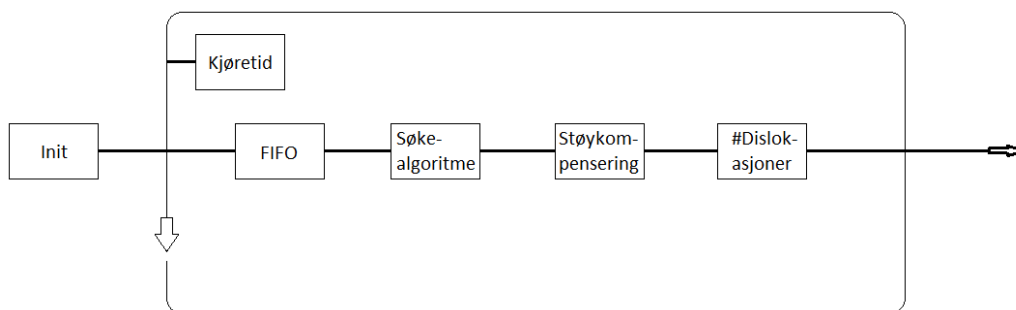 Kjøretid
Init
FIFO
Søke-
algoritme
Støykom-
pensering
#Dislok-
asjoner